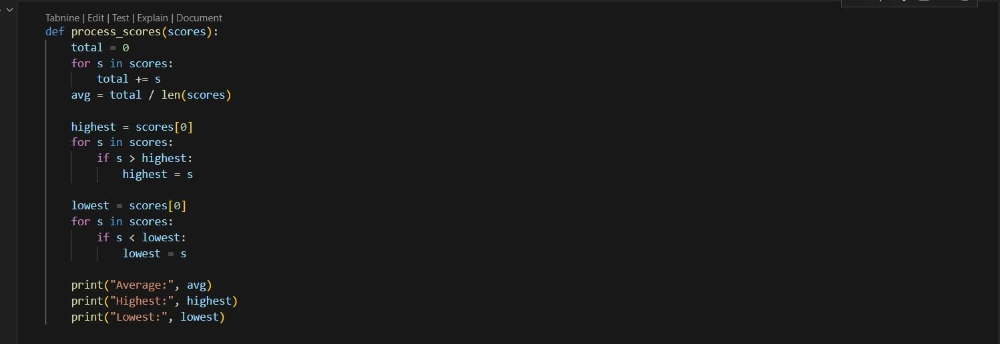 Tabnine | Edit | Test | Explain | Document
def process_scores(scores):
    total = 0
    for s in scores:
        total += s
    avg = total / len(scores)

    highest = scores[0]
    for s in scores:
        if s > highest:
            highest = s

    lowest = scores[0]
    for s in scores:
        if s < lowest:
            lowest = s

    print("Average:", avg)
    print("Highest:", highest)
    print("Lowest:", lowest)